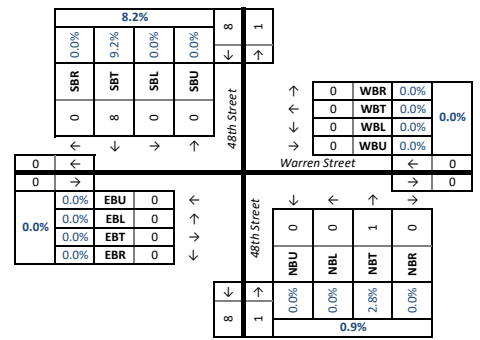 8.2%
0.0% 9.2% 0.0% 0.0%
8 1
↓ ↑
SBR SBT SBL SBU
0 8 0 0
← ↓ → ↑
48th Street
↑ 0 WBR 0.0%
← 0 WBT 0.0%
↓ 0 WBL 0.0%
→ 0 WBU 0.0%
0.0%
Warren Street
0 ←
← 0
0 →
→ 0
0.0%
0.0% EBU 0 ←
0.0% EBL 0 ↑
0.0% EBT 0 →
0.0% EBR 0 ↓
48th Street
↓ ← ↑ →
0 0 1 0
NBU NBL NBT NBR
0.0% 0.0% 2.8% 0.0%
↓ ↑
8 1
0.9%